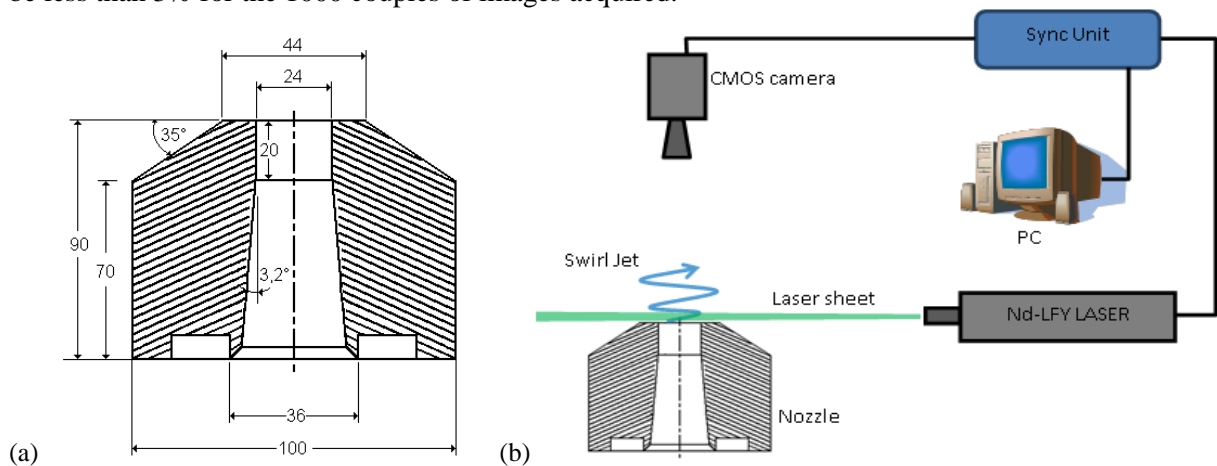 be less than 3% for the 1000 couples of images acquired.
44
24
35°
20
90
70
3,2°
36
100
(a)
Sync Unit
CMOS camera
PC
Swirl Jet
Laser sheet
Nd-LFY LASER
Nozzle
(b)